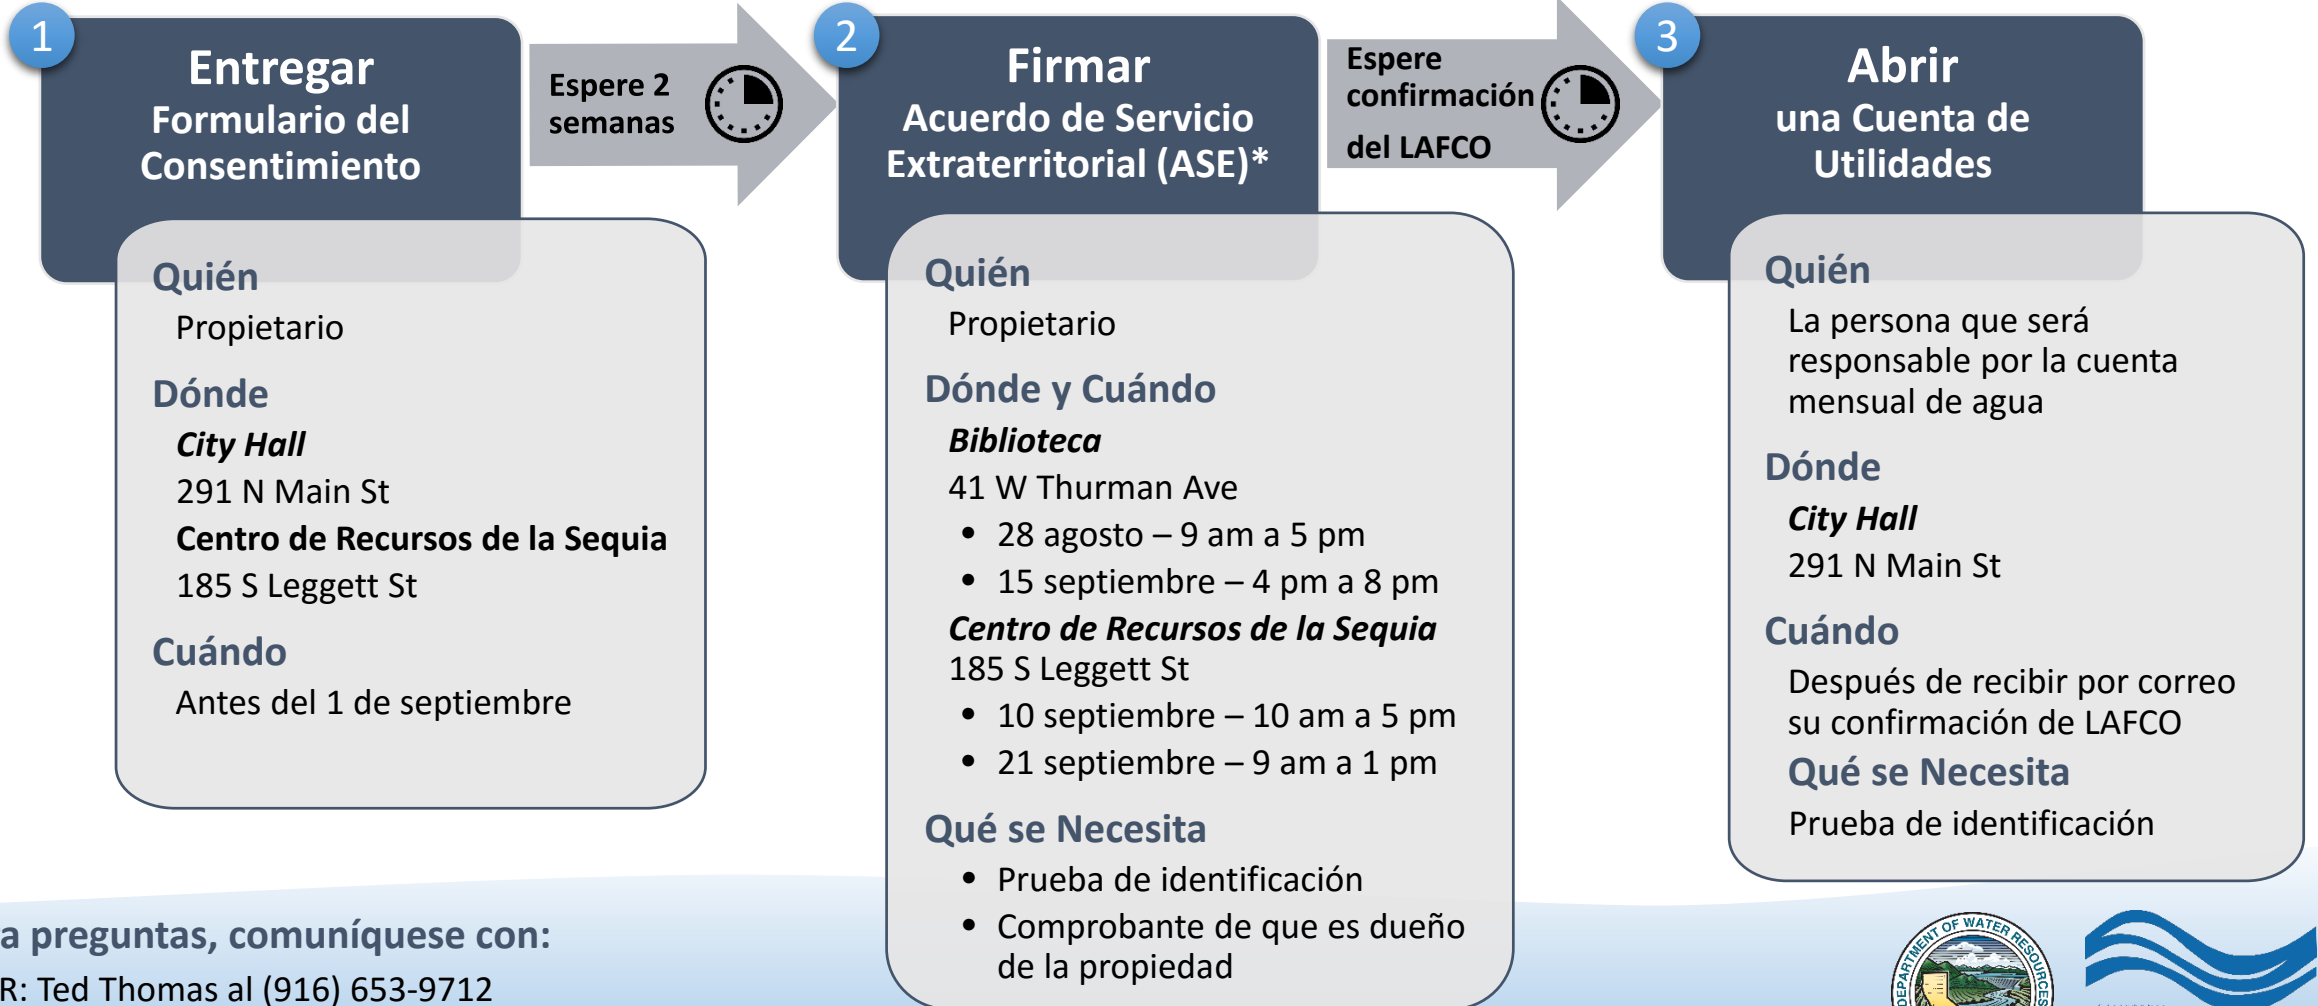 1
Entregar
Formulario del
Consentimiento
Quién
Propietario
Dónde
City Hall
291 N Main St
Centro de Recursos de la Sequia
185 S Leggett St
Cuándo
Antes del 1 de septiembre
Espere 2
semanas
2
Firmar
Acuerdo de Servicio
Extraterritorial (ASE)*
Quién
Propietario
Dónde y Cuándo
Biblioteca
41 W Thurman Ave
• 28 agosto – 9 am a 5 pm
• 15 septiembre – 4 pm a 8 pm
Centro de Recursos de la Sequia
185 S Leggett St
• 10 septiembre – 10 am a 5 pm
• 21 septiembre – 9 am a 1 pm
Qué se Necesita
• Prueba de identificación
• Comprobante de que es dueño
de la propiedad
Espere
confirmación
del LAFCO
3
Abrir
una Cuenta de
Utilidades
Quién
La persona que será
responsable por la cuenta
mensual de agua
Dónde
City Hall
291 N Main St
Cuándo
Después de recibir por correo
su confirmación de LAFCO
Qué se Necesita
Prueba de identificación
a preguntas, comuníquese con:
R: Ted Thomas al (916) 653-9712
DEPARTMENT OF WATER RESOURCES